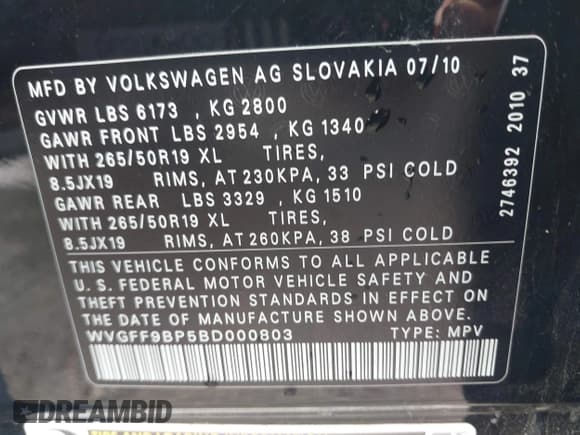 MFD BY VOLKSWAGEN AG SLOVAKIA 07/10
GVWR LBS 6173 , KG 2800
GAWR FRONT LBS 2954 , KG 1340
WITH 265/50R19 XL TIRES,
8.5JX19 RIMS, AT 230KPA, 33 PSI COLD
GAWR REAR LBS 3329 , KG 1510
WITH 265/50R19 XL TIRES,
8.5JX19 RIMS, AT 260KPA, 38 PSI COLD
THIS VEHICLE CONFORMS TO ALL APPLICABLE
U. S. FEDERAL MOTOR VEHICLE SAFETY AND
THEFT PREVENTION STANDARDS IN EFFECT ON
THE DATE OF MANUFACTURE SHOWN ABOVE.
WVGFF9BP5BD000803 TYPE: MPV
2746392 2010 37
DREAMBID